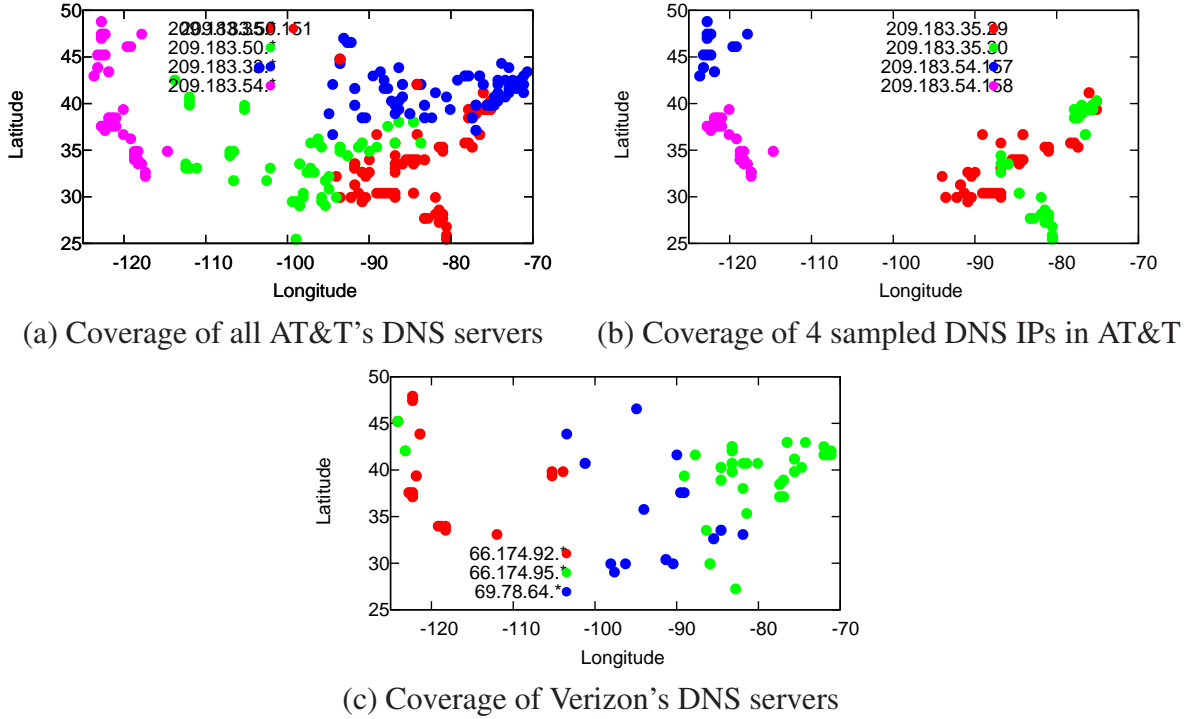 50
45
40
35
30
25
Latitude
209.183.50.*
209.183.33.*
209.183.54.*
-120 -110 -100 -90 -80 -70
Longitude
(a) Coverage of all AT&T's DNS servers
50
45
40
35
30
25
Latitude
209.183.35.29
209.183.35.30
209.183.54.157
209.183.54.158
-120 -110 -100 -90 -80 -70
Longitude
(b) Coverage of 4 sampled DNS IPs in AT&T
50
45
40
35
30
25
Latitude
66.174.92.*
66.174.95.*
69.78.64.*
-120 -110 -100 -90 -80 -70
Longitude
(c) Coverage of Verizon's DNS servers